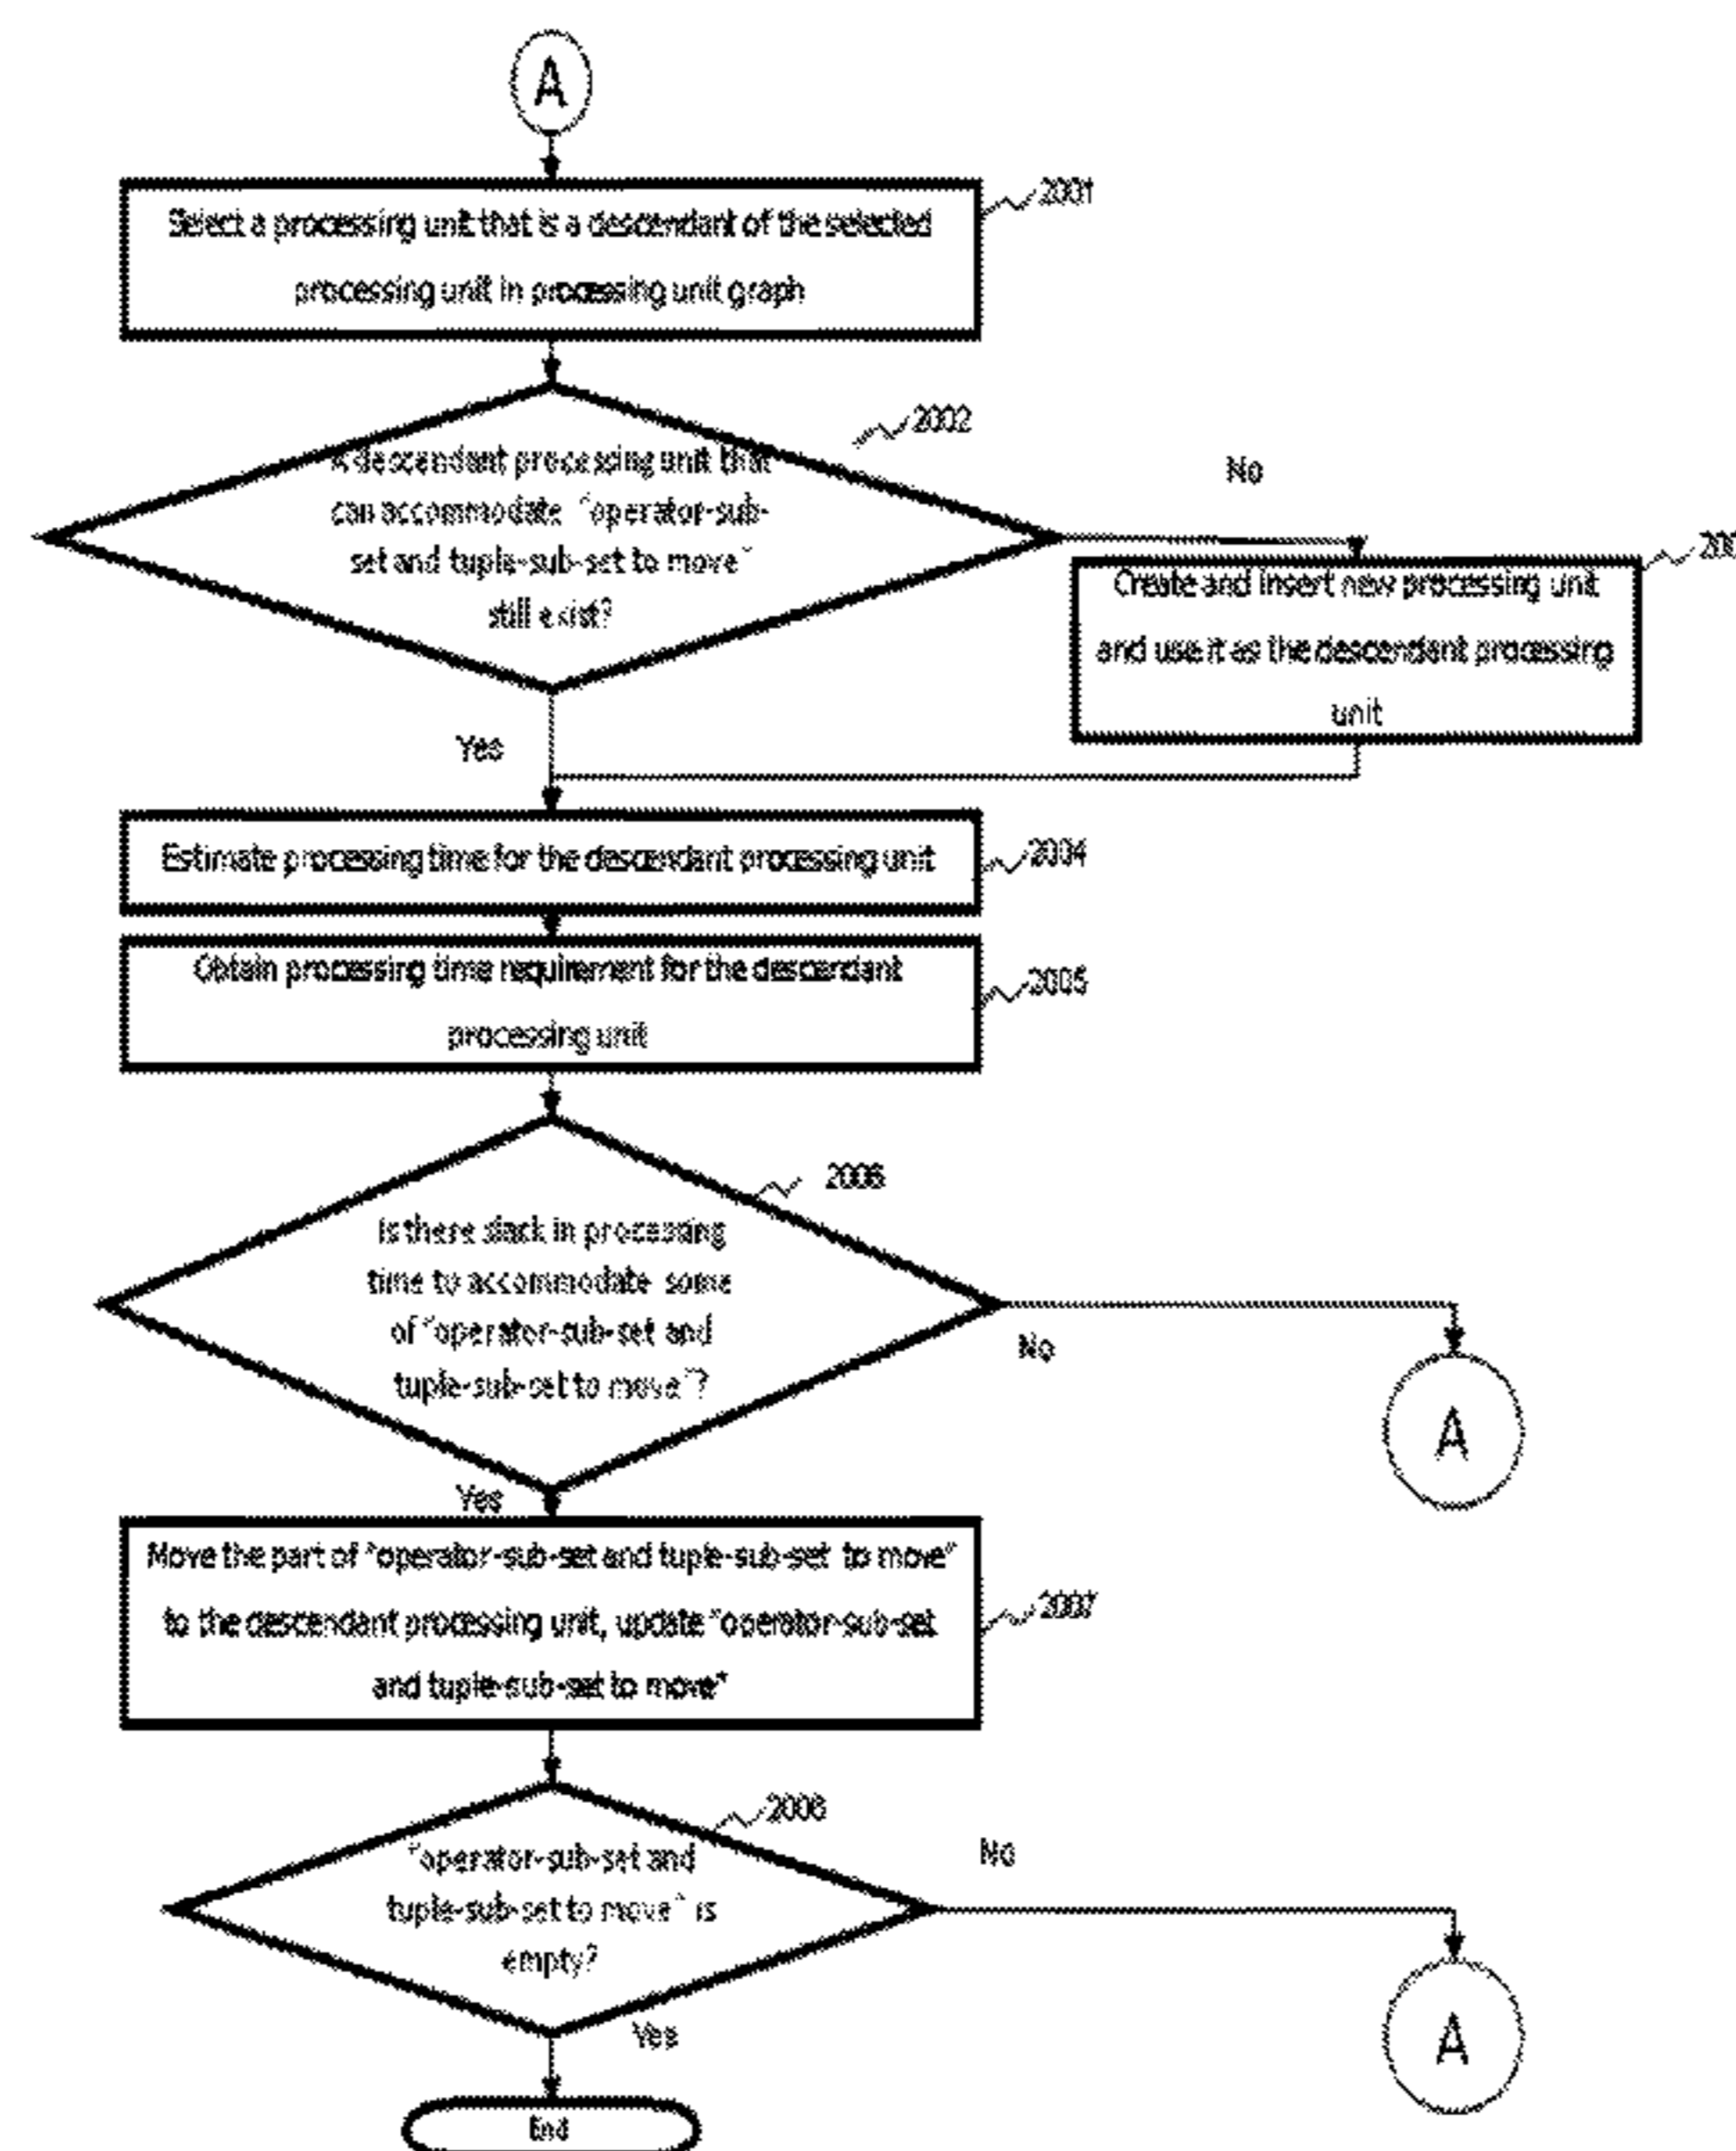 A
Select a processing unit that is a descendant of the selected
processing unit in processing unit graph
2001
A descendant processing unit that
can accommodate "operator-sub-
set and tuple-sub-set to move"
still exist?
2002
No
Create and insert new processing unit
and use it as the descendant processing
unit
200
Yes
Estimate processing time for the descendant processing unit
2004
Obtain processing time requirement for the descendant
processing unit
2005
Is there slack in processing
time to accommodate some
of "operator-sub-set and
tuple-sub-set to move"?
2006
No
A
Yes
Move the part of "operator-sub-set and tuple-sub-set to move"
to the descendant processing unit, update "operator-sub-set
and tuple-sub-set to move"
2007
"operator-sub-set and
tuple-sub-set to move" is
empty?
2008
No
A
Yes
End